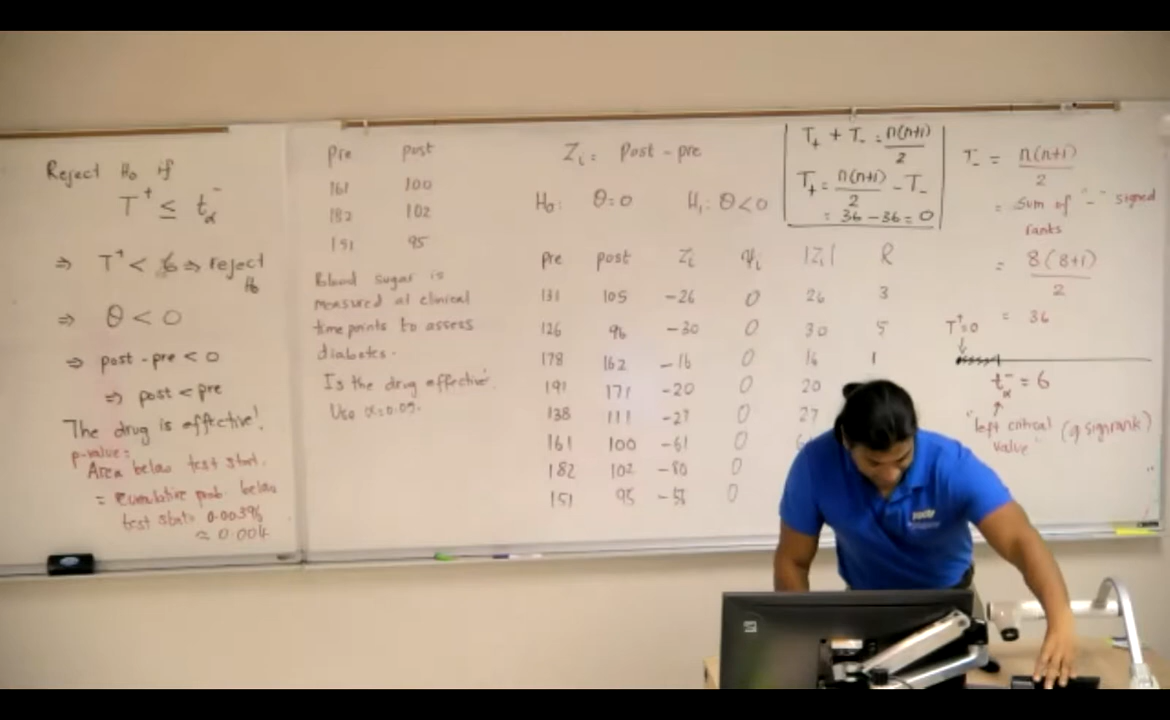 Reject H₀ if
T⁺ ≤ t⁻α
⇒ T⁺ < 6 ⇒ reject H₀
⇒ θ < 0
⇒ post - pre < 0
⇒ post < pre
The drug is effective!
p-value:
Area below test stat.
= Cumulative prob. below
test stat= 0.00396
≈ 0.004
pre post
161 100
182 102
151 95
Blood sugar is
measured at clinical
time points to assess
diabetes.
Is the drug effective?
Use α=0.05.
Zᵢ = Post - pre
H₀: θ=0 H₁: θ<0
pre post Zᵢ Ψᵢ |Zᵢ| R
131 105 -26 0 26 3
126 96 -30 0 30 5
178 162 -16 0 16 1
191 171 -20 0 20
138 111 -27 0 27
161 100 -61 0
182 102 -80 0
151 95 -56 0
T₊ + T₋ = n(n+1)/2
T₊ = n(n+1)/2 - T₋
= 36 - 36 = 0
T₋ = n(n+1)/2
= sum of "-" signed
ranks
= 8(8+1)/2
= 36
T⁺=0
t⁻α = 6
"left critical
value" (qsignrank)